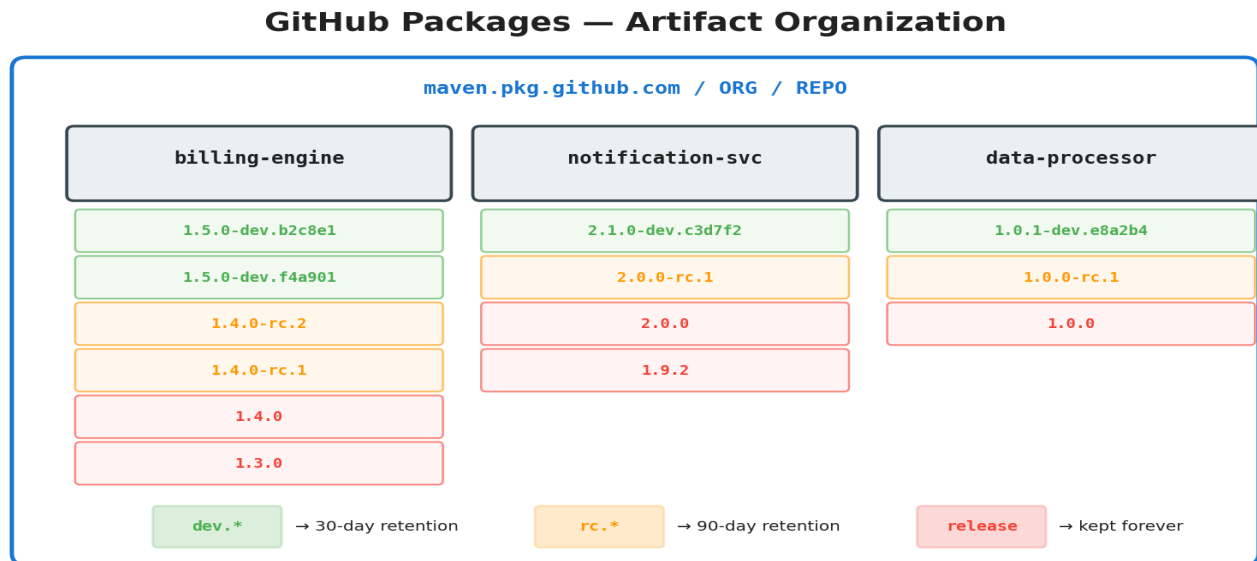 GitHub Packages — Artifact Organization
maven.pkg.github.com / ORG / REPO
billing-engine
1.5.0-dev.b2c8e1
1.5.0-dev.f4a901
1.4.0-rc.2
1.4.0-rc.1
1.4.0
1.3.0
notification-svc
2.1.0-dev.c3d7f2
2.0.0-rc.1
2.0.0
1.9.2
data-processor
1.0.1-dev.e8a2b4
1.0.0-rc.1
1.0.0
dev.* → 30-day retention
rc.* → 90-day retention
release → kept forever